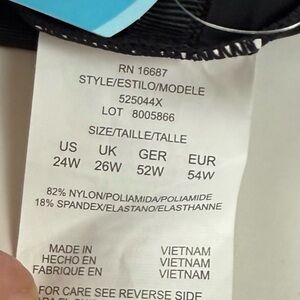 RN 16687
STYLE/ESTILO/MODELE
525044X
LOT 8005866
SIZE/TAILLE/TALLE
US UK GER EUR
24W 26W 52W 54W
82% NYLON/POLIAMIDA/POLIAMIDE
18% SPANDEX/ELASTANO/ELASTHANNE
MADE IN VIETNAM
HECHO EN VIETNAM
FABRIQUE EN VIETNAM
FOR CARE SEE REVERSE SIDE